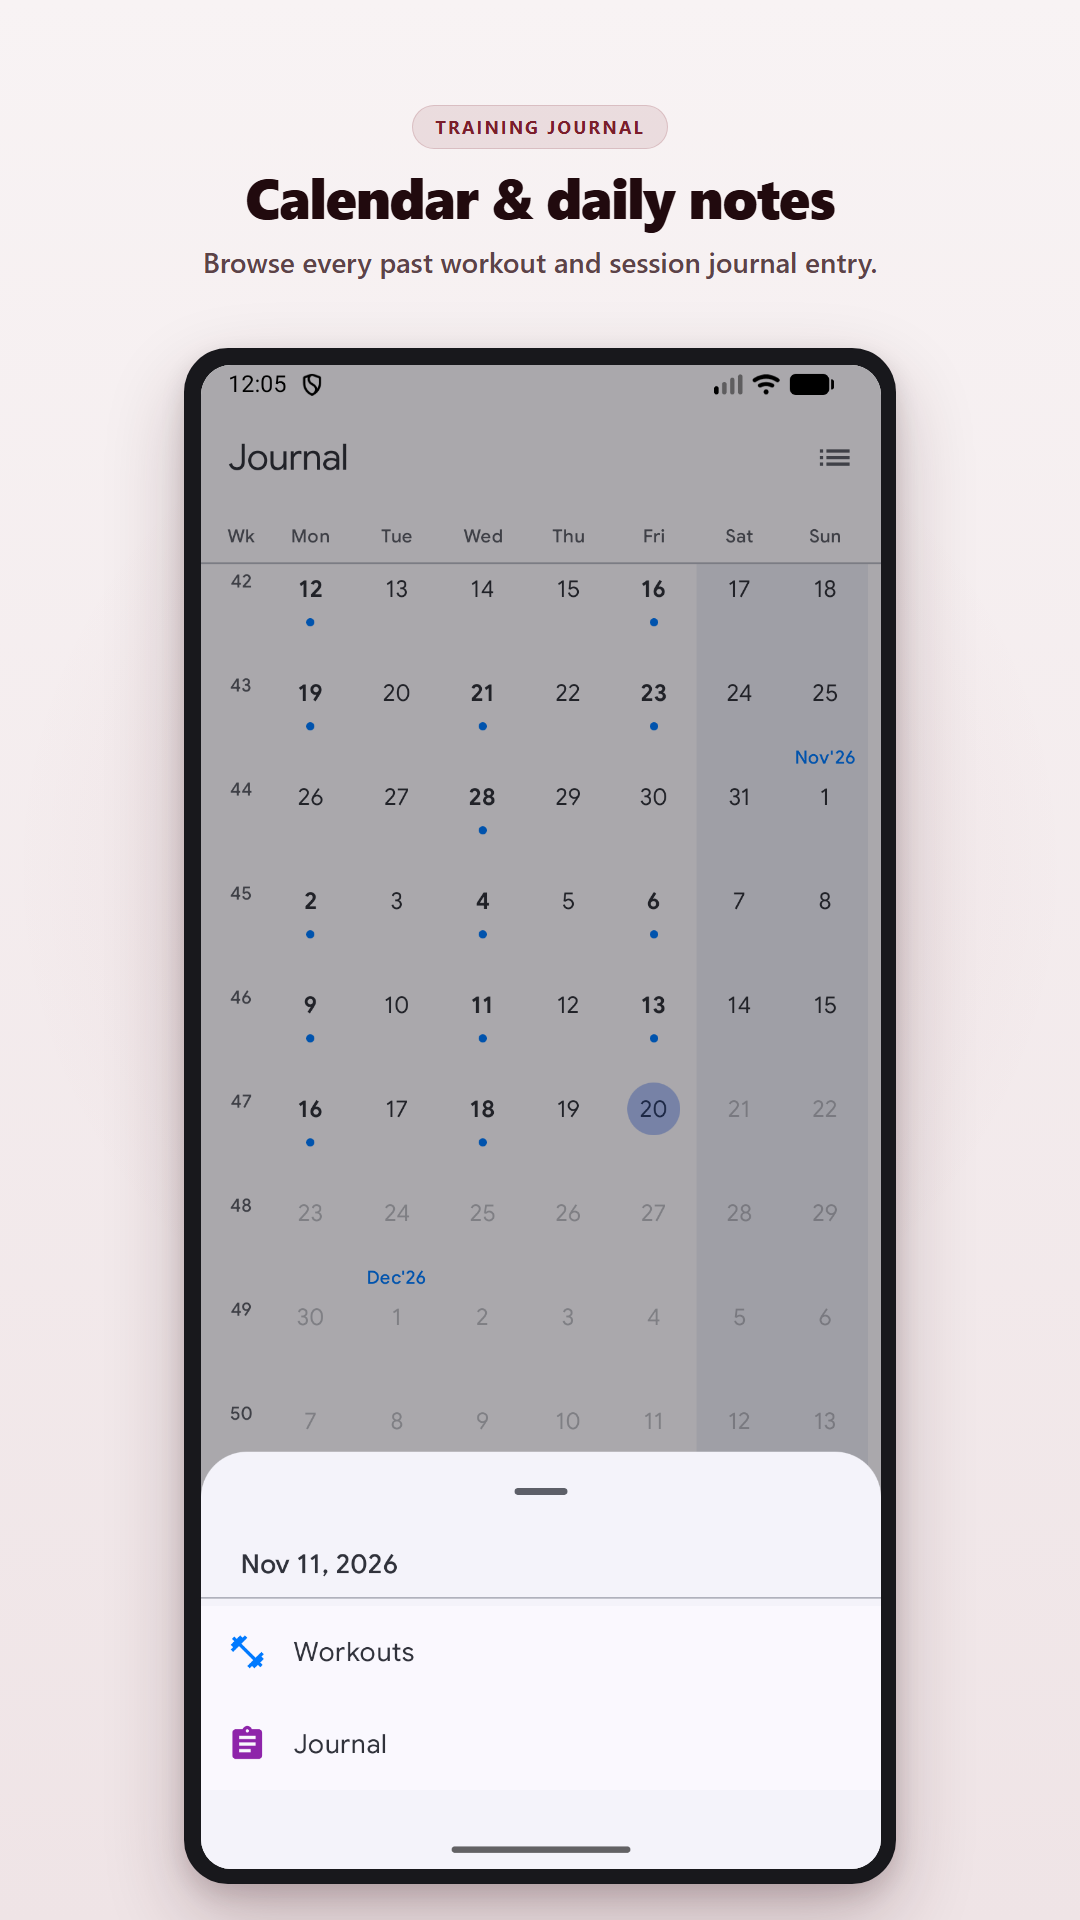 TRAINING JOURNAL
Calendar & daily notes
Browse every past workout and session journal entry.
12:05
Journal
Wk Mon Tue Wed Thu Fri Sat Sun
42 12 13 14 15 16 17 18
43 19 20 21 22 23 24 25
Nov'26
44 26 27 28 29 30 31 1
45 2 3 4 5 6 7 8
46 9 10 11 12 13 14 15
47 16 17 18 19 20 21 22
48 23 24 25 26 27 28 29
Dec'26
49 30 1 2 3 4 5 6
50 7 8 9 10 11 12 13
Nov 11, 2026
Workouts
Journal